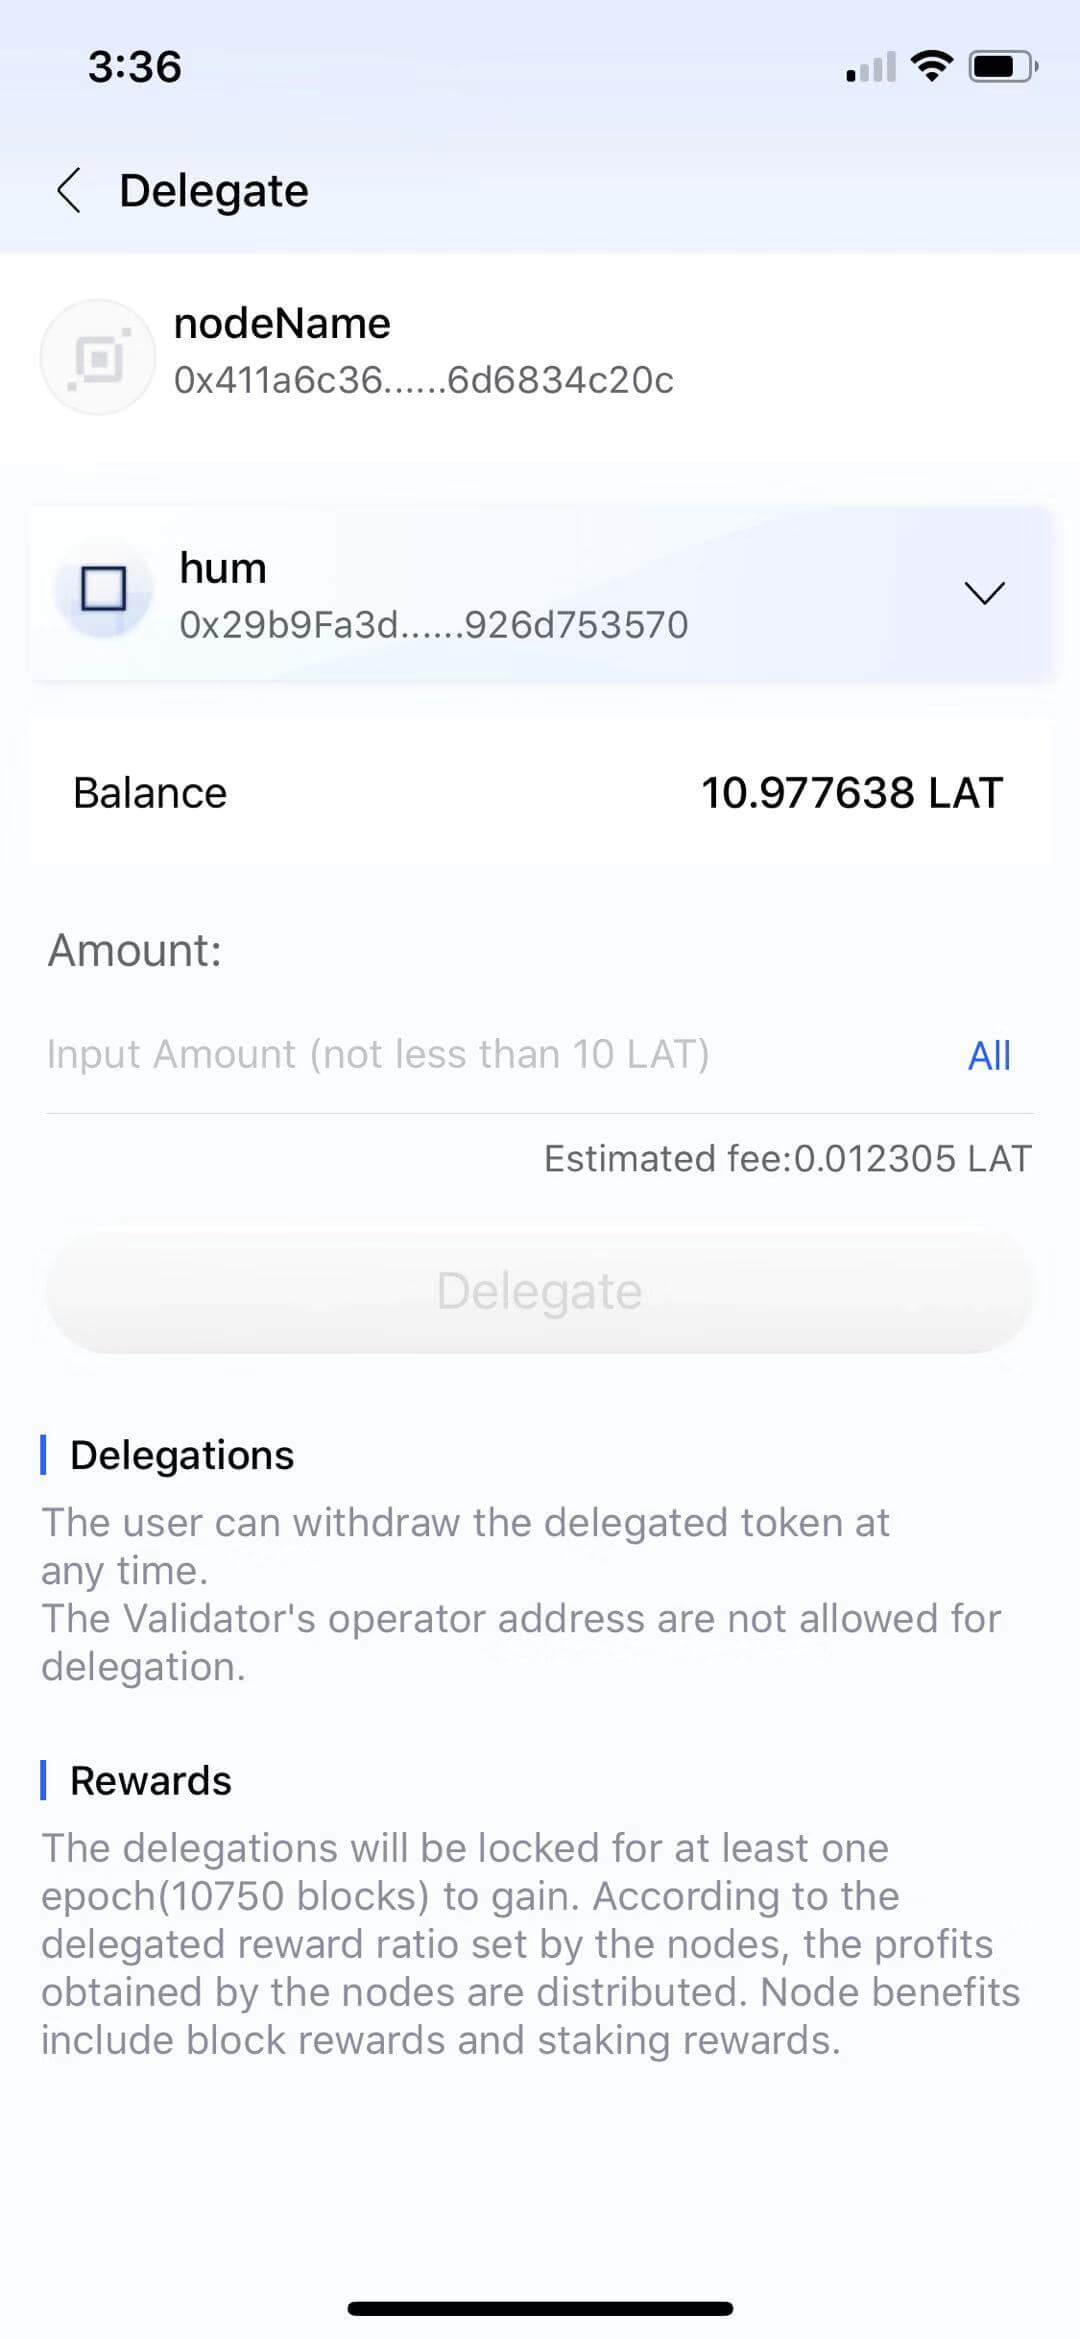 3:36
Delegate
nodeName
0x411a6c36......6d6834c20c
hum
0x29b9Fa3d......926d753570
Balance
10.977638 LAT
Amount:
Input Amount (not less than 10 LAT)
All
Estimated fee:0.012305 LAT
Delegate
Delegations
The user can withdraw the delegated token at
any time.
The Validator's operator address are not allowed for
delegation.
Rewards
The delegations will be locked for at least one
epoch(10750 blocks) to gain. According to the
delegated reward ratio set by the nodes, the profits
obtained by the nodes are distributed. Node benefits
include block rewards and staking rewards.